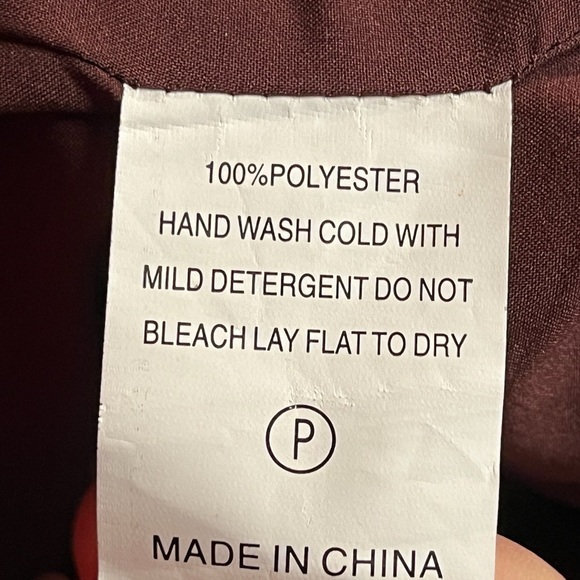 100%POLYESTER
HAND WASH COLD WITH
MILD DETERGENT DO NOT
BLEACH LAY FLAT TO DRY
P
MADE IN CHINA